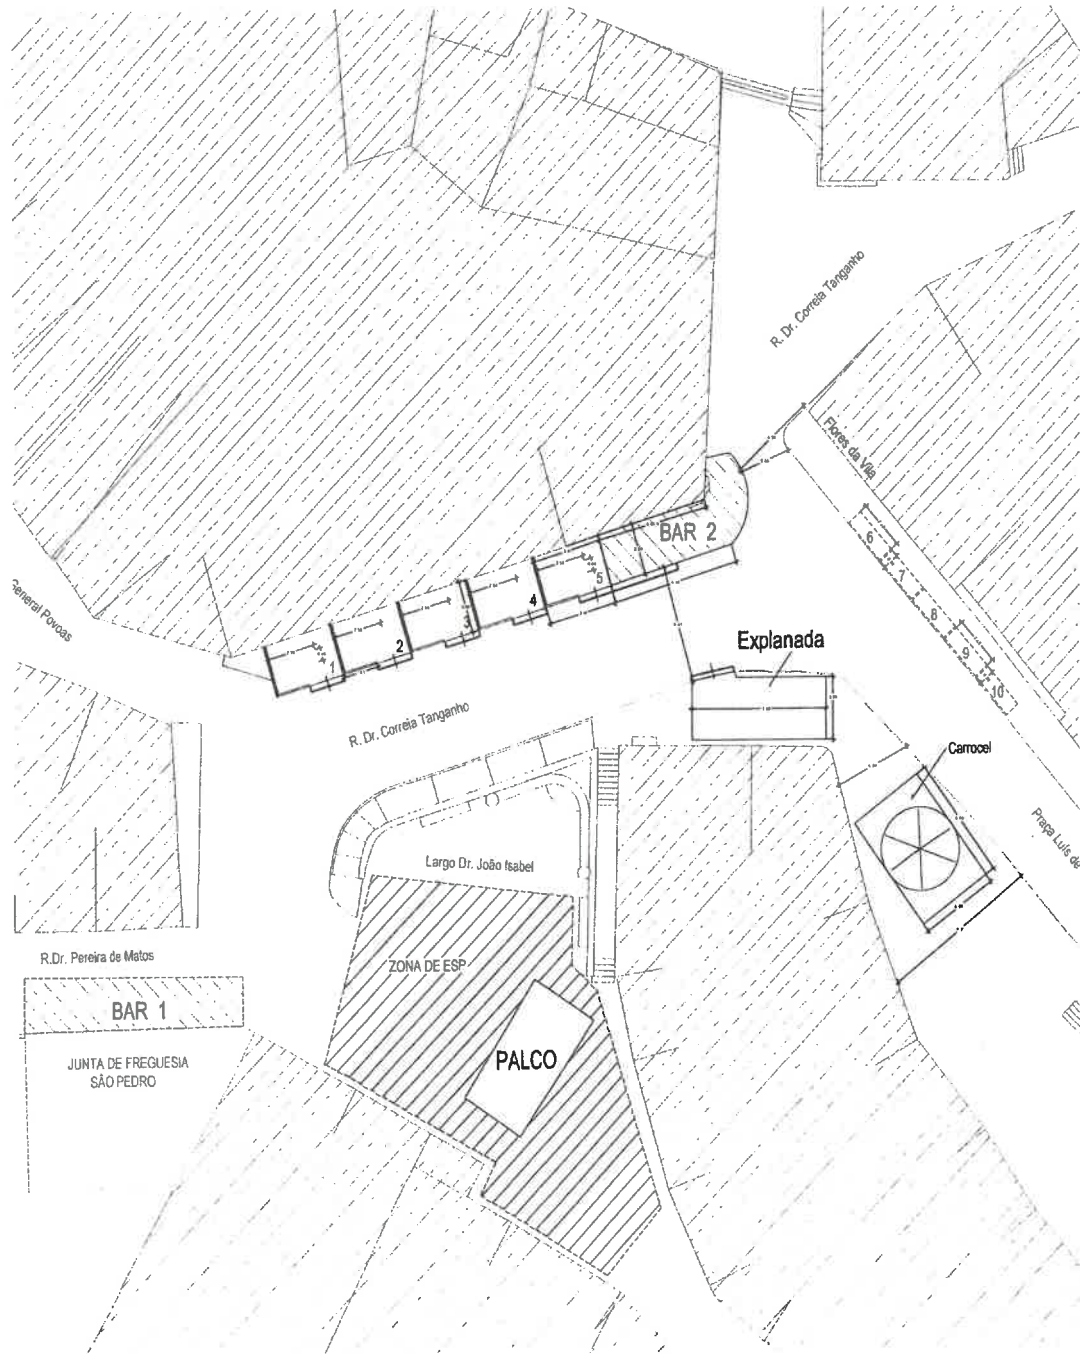 R. Dr. Correia Tanganho
Flores da Vila
BAR 2
6
7
8
9
10
5
4
3
2
1
General Povoas
Explanada
R. Dr. Correia Tanganho
Carrocel
Praça Luís de
Largo Dr. João Isabel
ZONA DE ESP
R.Dr. Pereira de Matos
BAR 1
PALCO
JUNTA DE FREGUESIA
SÃO PEDRO